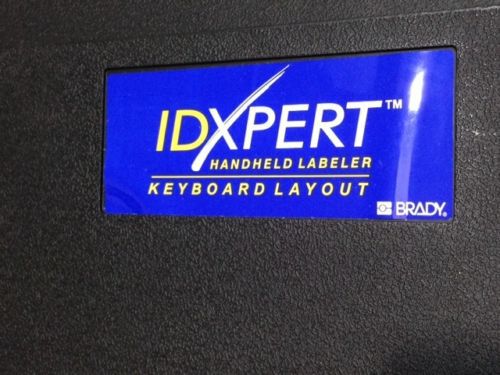 IDXPERT™
HANDHELD LABELER
KEYBOARD LAYOUT
BRADY®